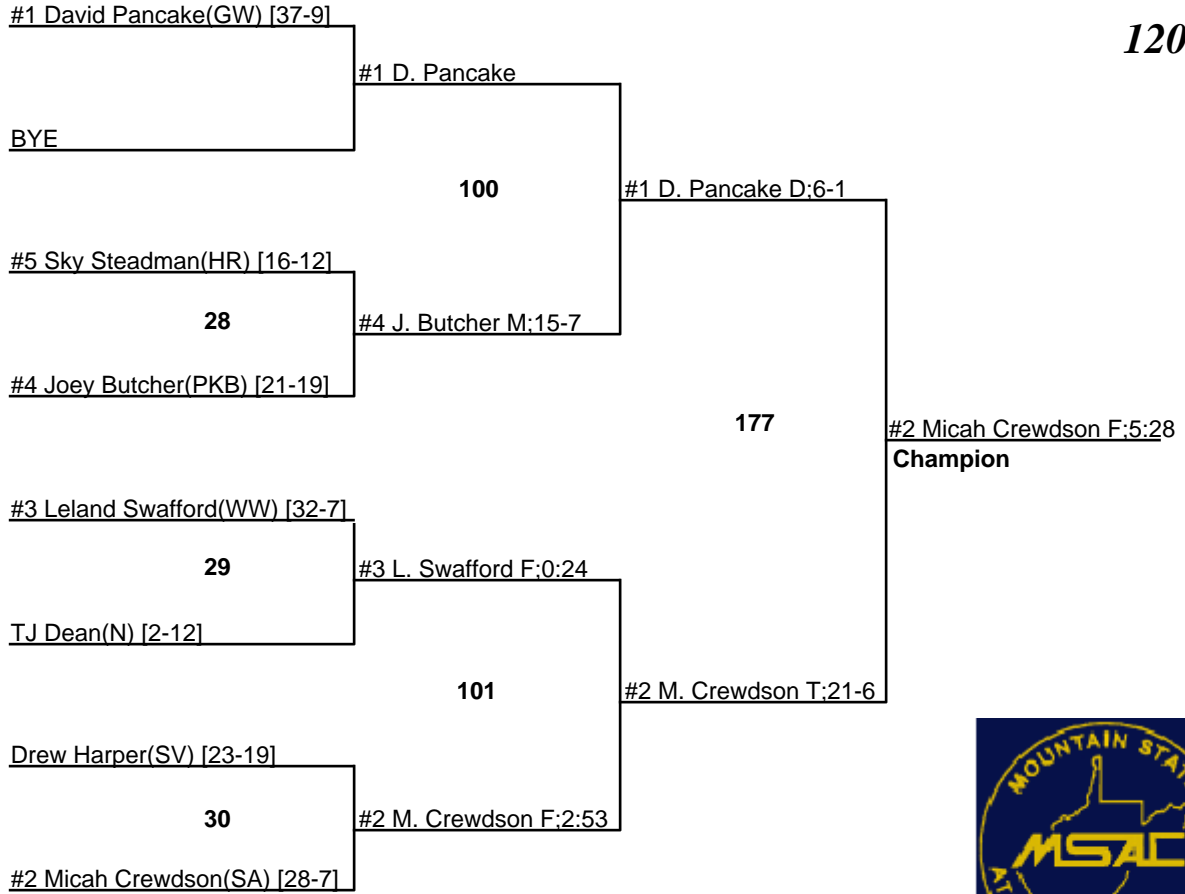 #1 David Pancake(GW) [37-9]
120
#1 D. Pancake
BYE
100
#1 D. Pancake D;6-1
#5 Sky Steadman(HR) [16-12]
28
#4 J. Butcher M;15-7
#4 Joey Butcher(PKB) [21-19]
177
#2 Micah Crewdson F;5:28
Champion
#3 Leland Swafford(WW) [32-7]
29
#3 L. Swafford F;0:24
TJ Dean(N) [2-12]
101
#2 M. Crewdson T;21-6
Drew Harper(SV) [23-19]
30
#2 M. Crewdson F;2:53
#2 Micah Crewdson(SA) [28-7]
MOUNTAIN STA
MSAC
AT